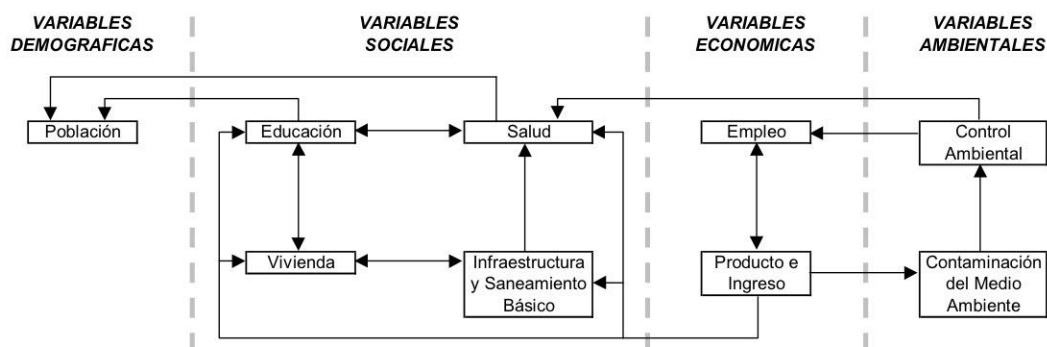 VARIABLES
DEMOGRAFICAS
VARIABLES
SOCIALES
VARIABLES
ECONOMICAS
VARIABLES
AMBIENTALES
Población
Educación
Salud
Empleo
Control
Ambiental
Vivienda
Infraestructura
y Saneamiento
Básico
Producto e
Ingreso
Contaminación
del Medio
Ambiente